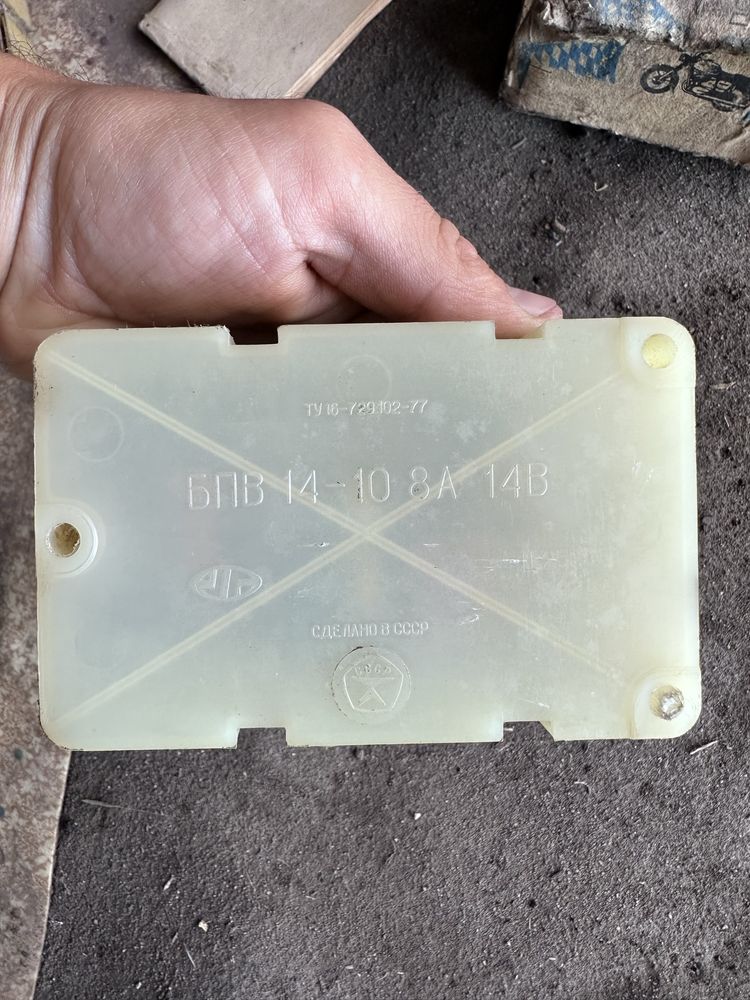 ТУ16-729.102-77
БПВ 14-10 8А 14В
СДЕЛАНО В СССР